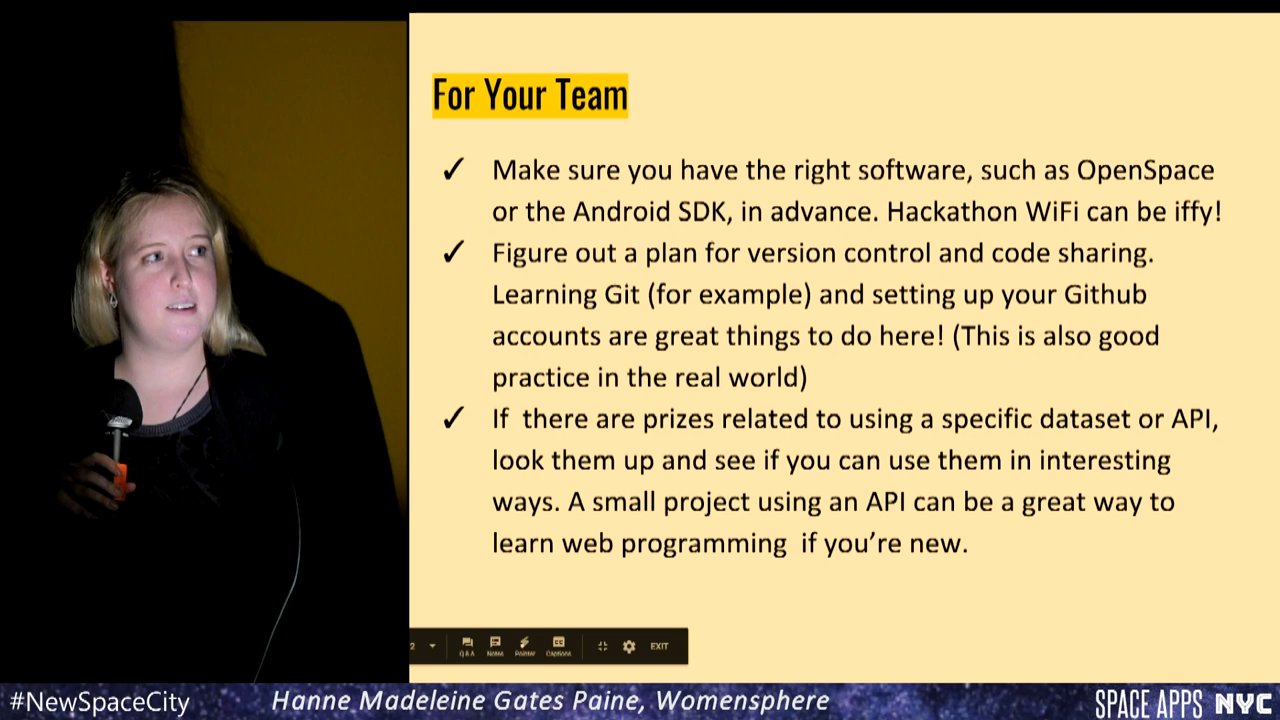 For Your Team
✓ Make sure you have the right software, such as OpenSpace
or the Android SDK, in advance. Hackathon WiFi can be iffy!
✓ Figure out a plan for version control and code sharing.
Learning Git (for example) and setting up your Github
accounts are great things to do here! (This is also good
practice in the real world)
✓ If  there are prizes related to using a specific dataset or API,
look them up and see if you can use them in interesting
ways. A small project using an API can be a great way to
learn web programming  if you’re new.
2
Q&A Notes Pointer Captions EXIT
#NewSpaceCity
Hanne Madeleine Gates Paine, Womensphere
SPACE APPS NYC